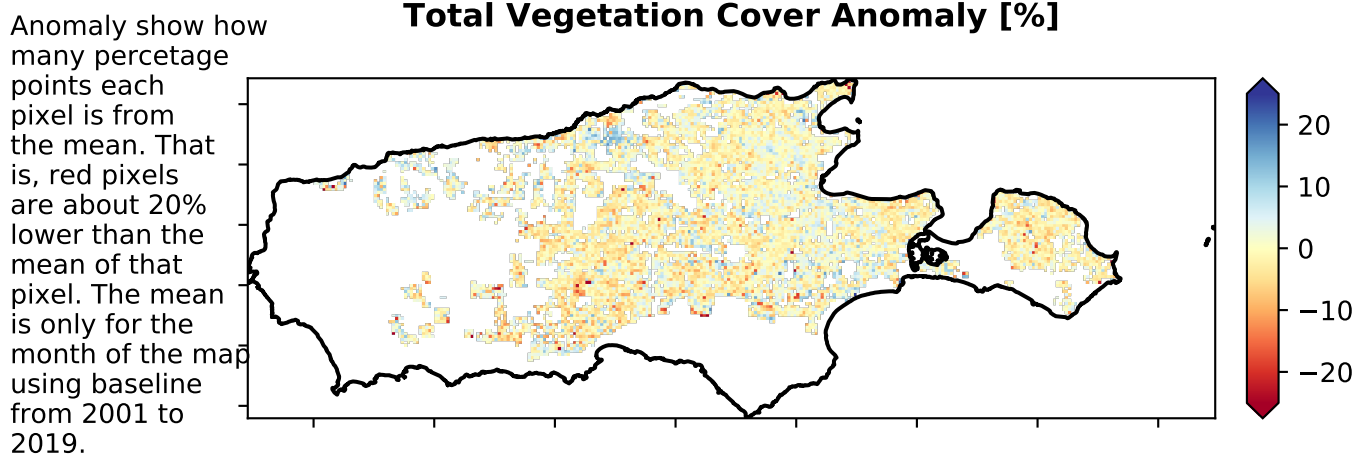 Total Vegetation Cover Anomaly [%]
Anomaly show how
many percetage
points each
pixel is from
the mean. That
is, red pixels
are about 20%
lower than the
mean of that
pixel. The mean
is only for the
month of the map
using baseline
from 2001 to
2019.
20
10
0
−10
−20